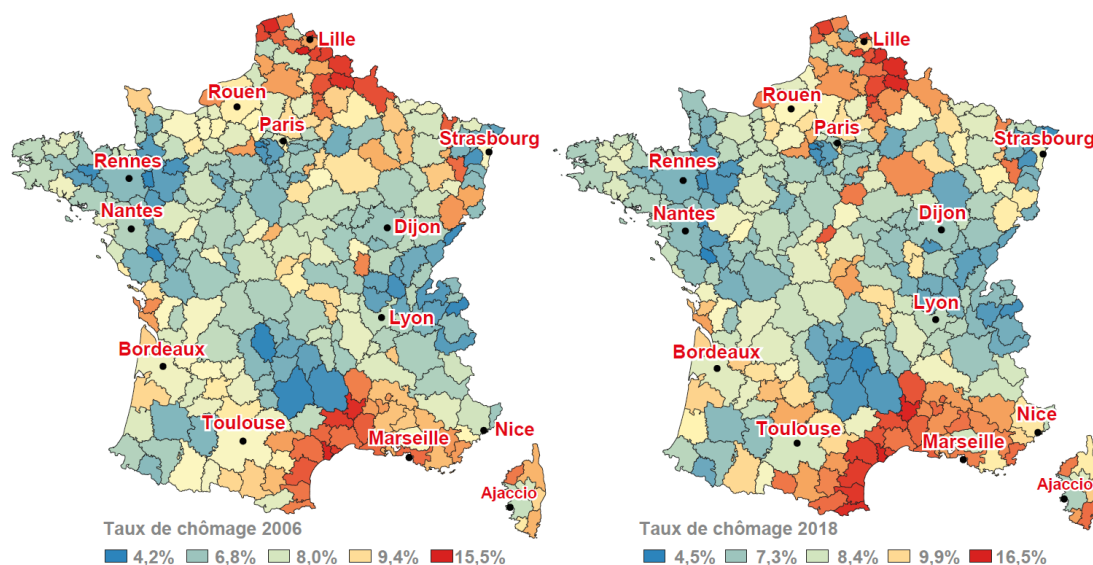 Lille
Rouen
Paris
Strasbourg
Rennes
Nantes
Dijon
Lyon
Bordeaux
Toulouse
Nice
Marseille
Ajaccio
Taux de chômage 2006
4,2% 6,8% 8,0% 9,4% 15,5%
Lille
Rouen
Paris
Strasbourg
Rennes
Nantes
Dijon
Lyon
Bordeaux
Nice
Toulouse
Marseille
Ajaccio
Taux de chômage 2018
4,5% 7,3% 8,4% 9,9% 16,5%